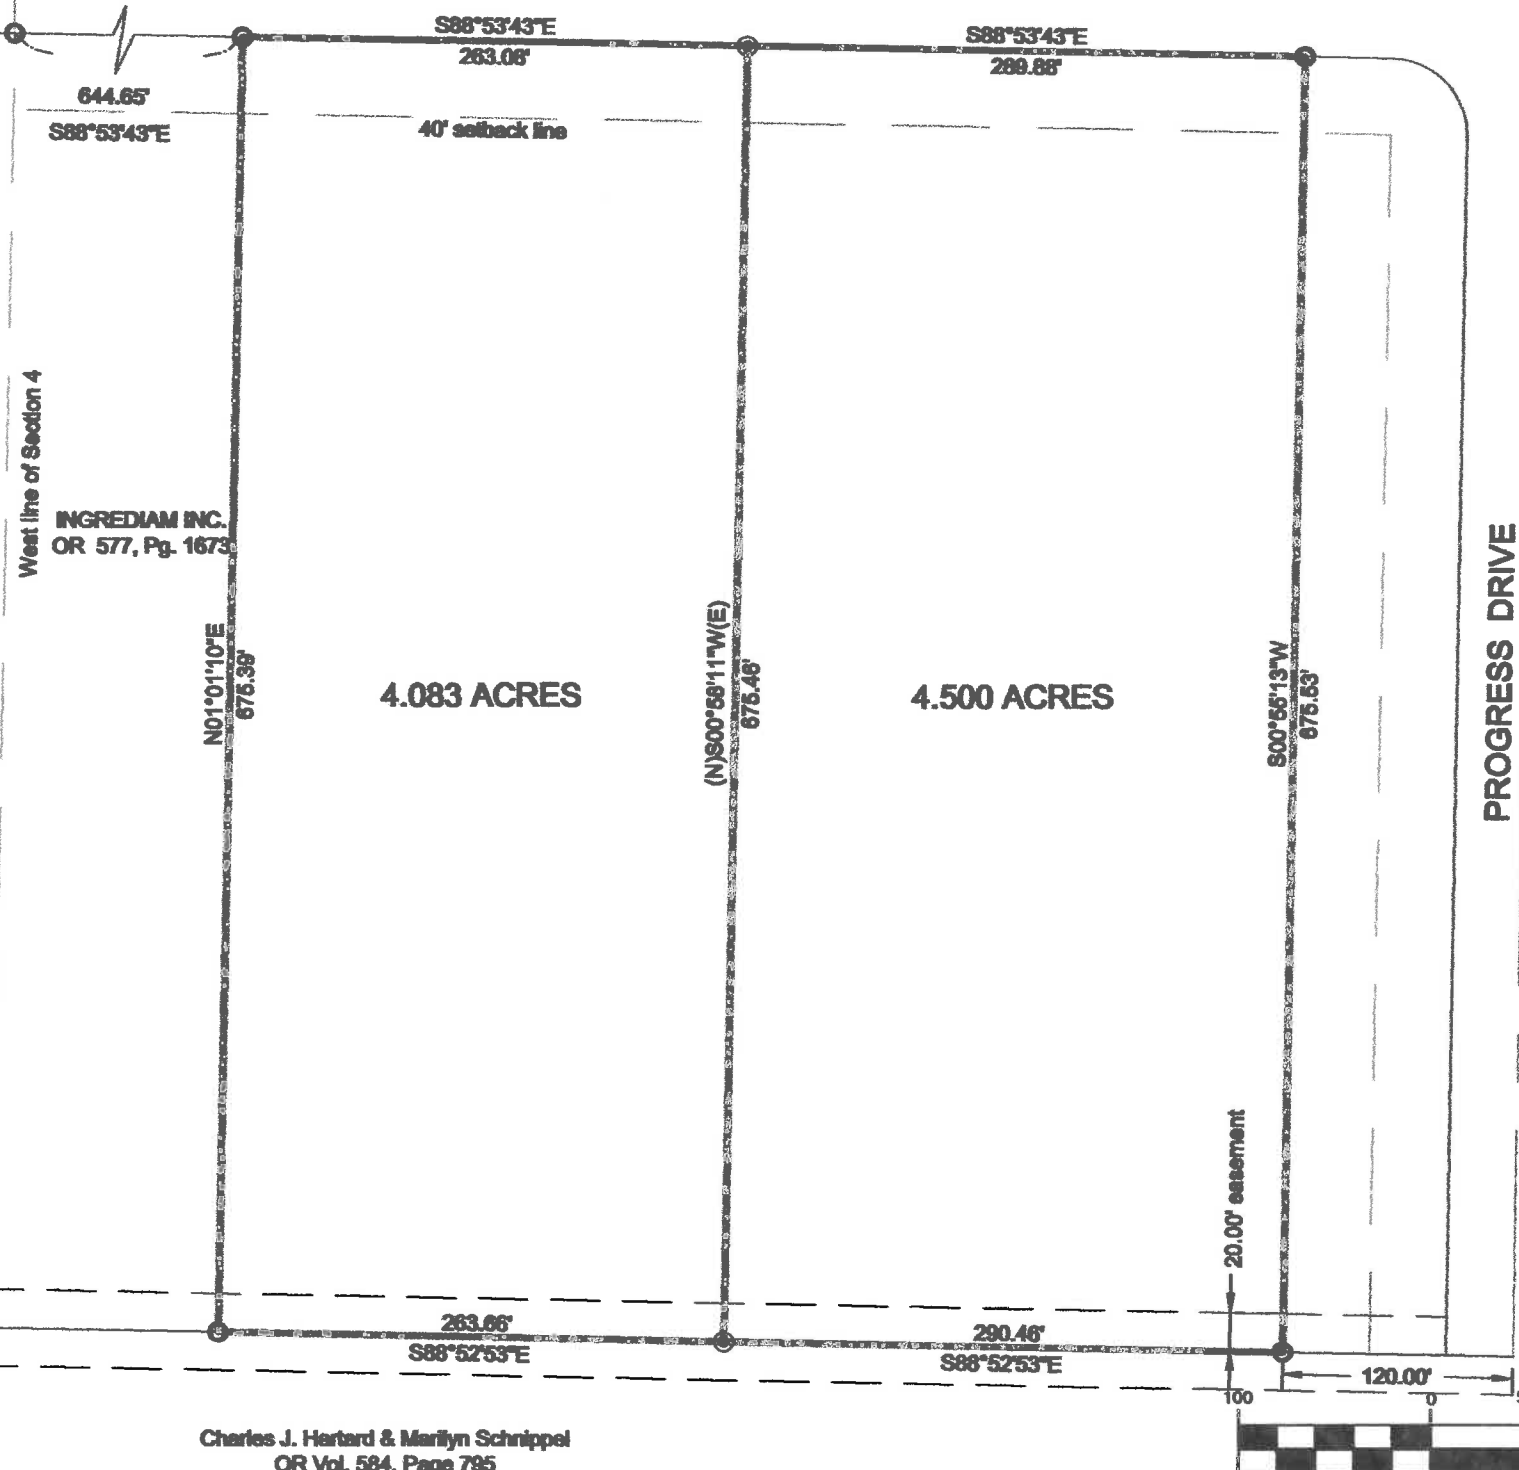 S88°53'43"E
263.08'
S88°53'43"E
289.88'
644.65'
S88°53'43"E
40' setback line
West line of Section 4
INGREDIAM INC.
OR 577, Pg. 1673
N01°01'10"E
675.39'
4.083 ACRES
(N)S00°58'11"W(E)
675.46'
4.500 ACRES
S00°55'13"W
675.53'
PROGRESS DRIVE
20.00' easement
263.66'
S88°52'53"E
290.46'
S88°52'53"E
120.00'
100
0
Charles J. Hartard & Marilyn Schnippel
OR Vol. 584, Page 795